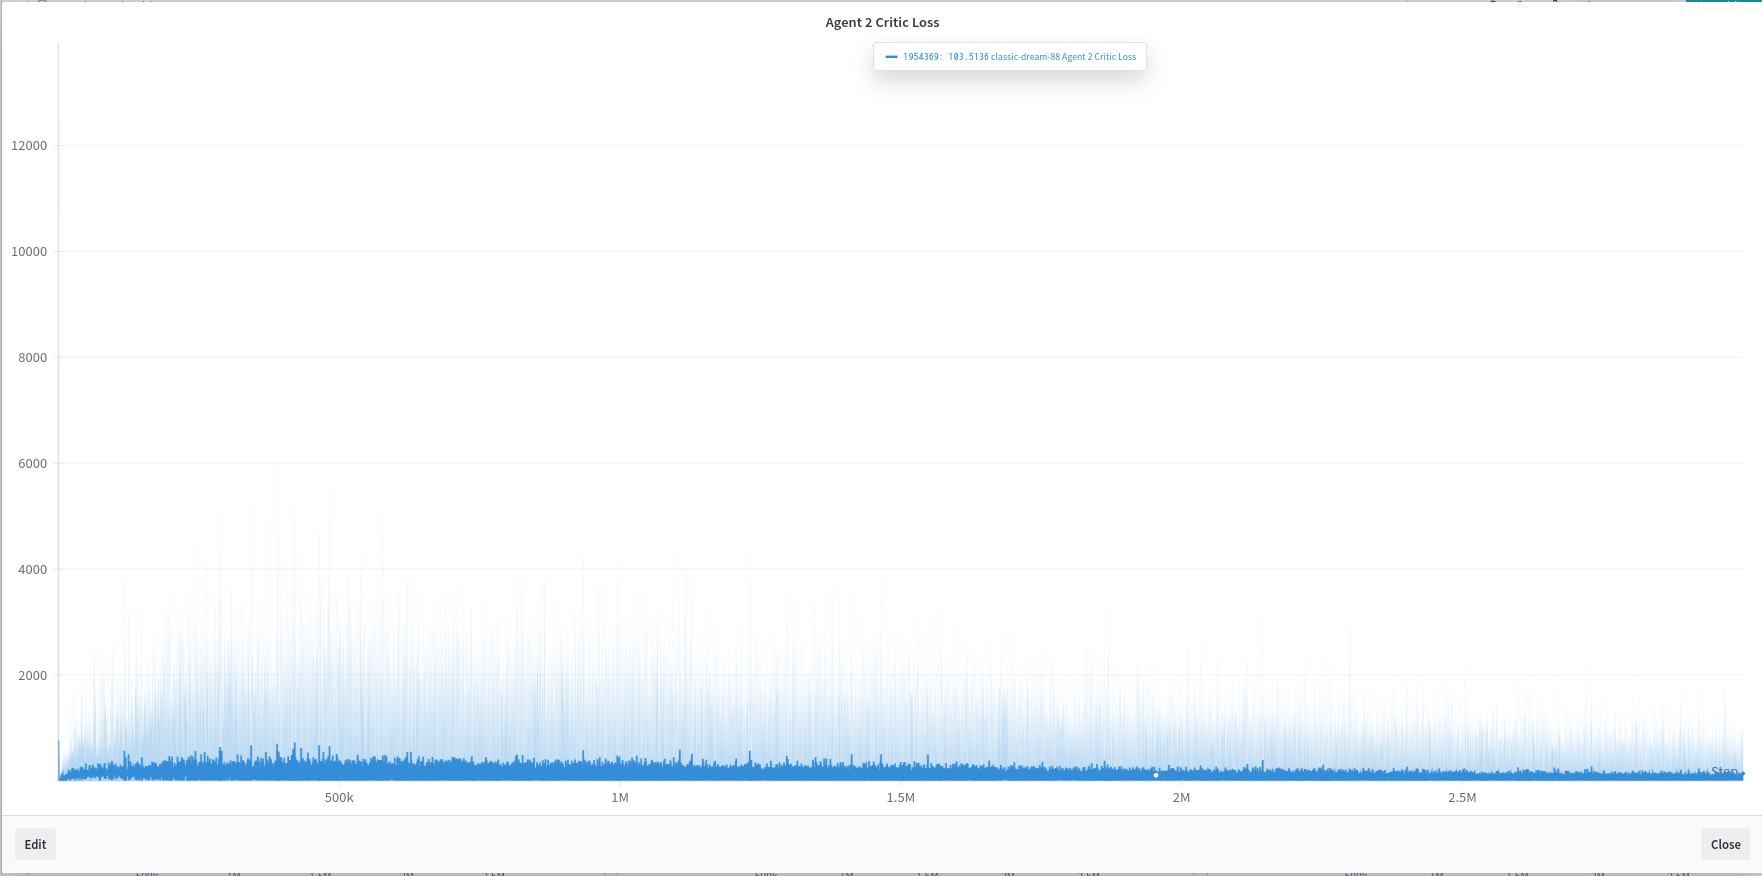 Agent 2 Critic Loss
1954369: 103.5136 classic-dream-88 Agent 2 Critic Loss
12000
10000
8000
6000
4000
2000
Step
500k
1M
1.5M
2M
2.5M
Edit
Close